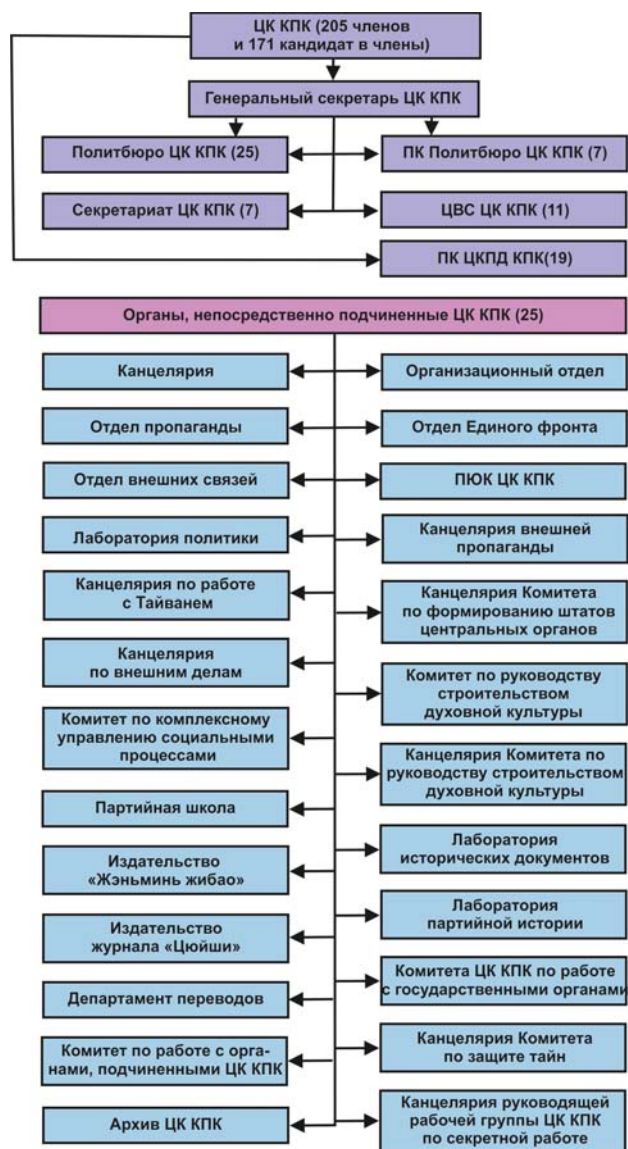 ЦК КПК (205 членов
и 171 кандидат в члены)
Генеральный секретарь ЦК КПК
Политбюро ЦК КПК (25)
ПК Политбюро ЦК КПК (7)
Секретариат ЦК КПК (7)
ЦВС ЦК КПК (11)
ПК ЦКПД КПК(19)
Органы, непосредственно подчиненные ЦК КПК (25)
Канцелярия
Организационный отдел
Отдел пропаганды
Отдел Единого фронта
Отдел внешних связей
ПЮК ЦК КПК
Лаборатория политики
Канцелярия внешней
пропаганды
Канцелярия по работе
с Тайванем
Канцелярия Комитета
по формированию штатов
центральных органов
Канцелярия
по внешним делам
Комитет по руководству
строительством
духовной культуры
Комитет по комплексному
управлению социальными
процессами
Канцелярия Комитета по
руководству строительством
духовной культуры
Партийная школа
Лаборатория
исторических документов
Издательство
«Жэньминь жибао»
Лаборатория
партийной истории
Издательство
журнала «Цюйши»
Комитета ЦК КПК по работе
с государственными органами
Департамент переводов
Канцелярия Комитета
по защите тайн
Комитет по работе с орга-
нами, подчиненными ЦК КПК
Архив ЦК КПК
Канцелярия руководящей
рабочей группы ЦК КПК
по секретной работе